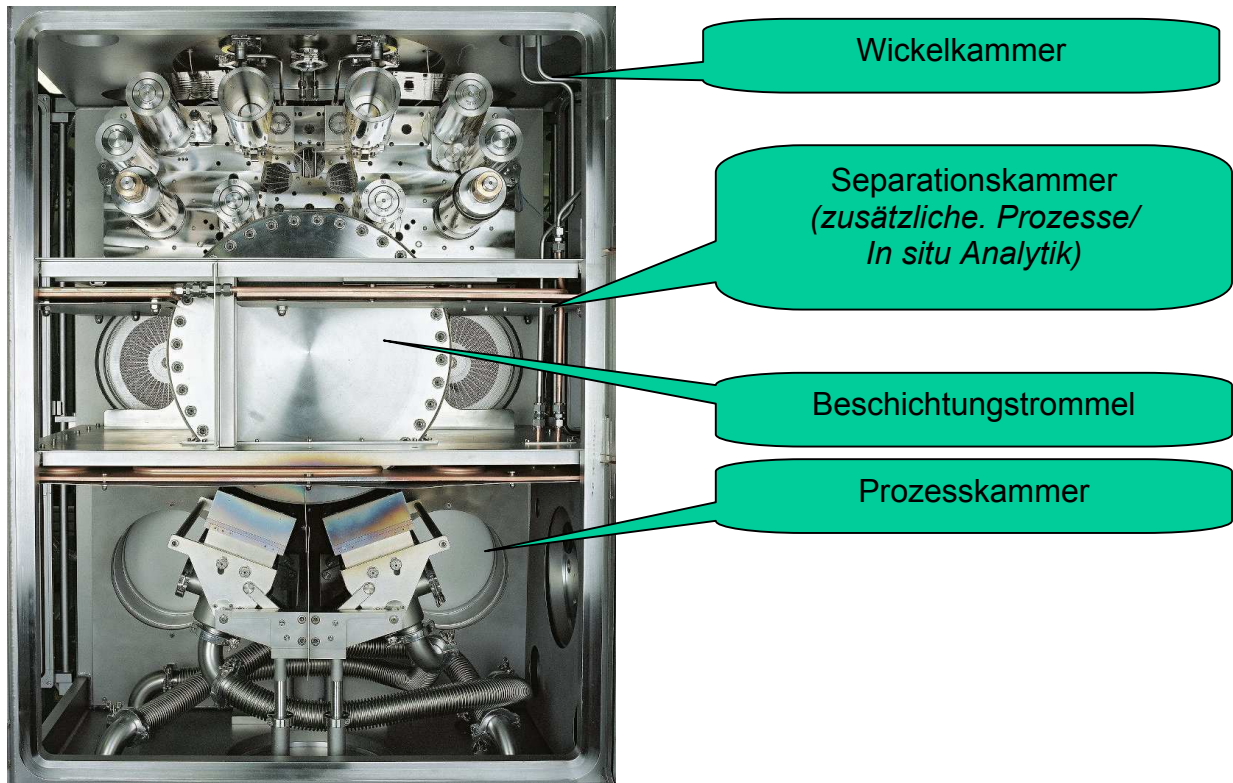 Wickelkammer
Separationskammer
(zusätzliche. Prozesse/
In situ Analytik)
Beschichtungstrommel
Prozesskammer